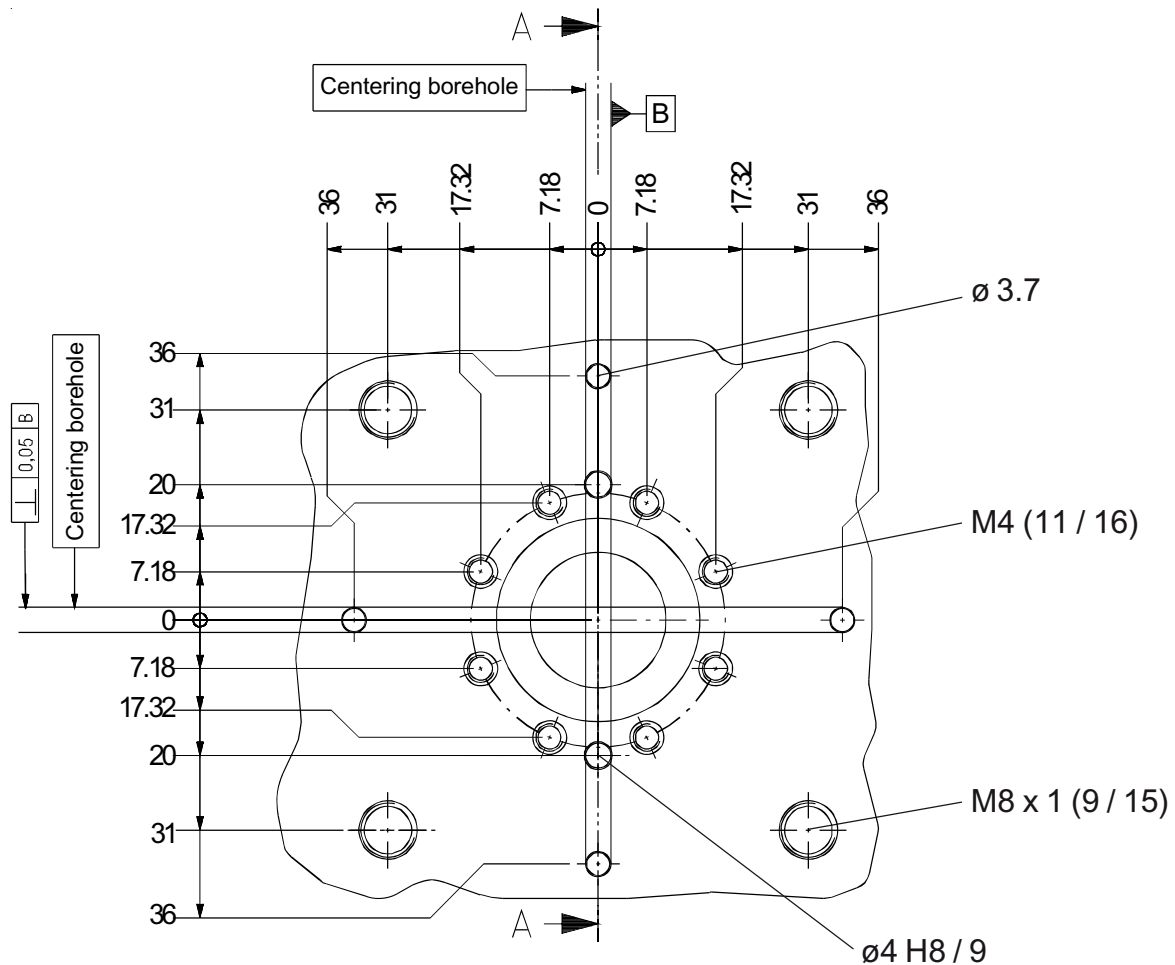 A
Centering borehole
B
36
31
17.32
7.18
0
7.18
17.32
31
36
ø 3.7
36
31
20
17.32
7.18
0
7.18
17.32
20
31
36
⊥ 0,05 B
Centering borehole
M4 (11 / 16)
M8 x 1 (9 / 15)
A
ø4 H8 / 9